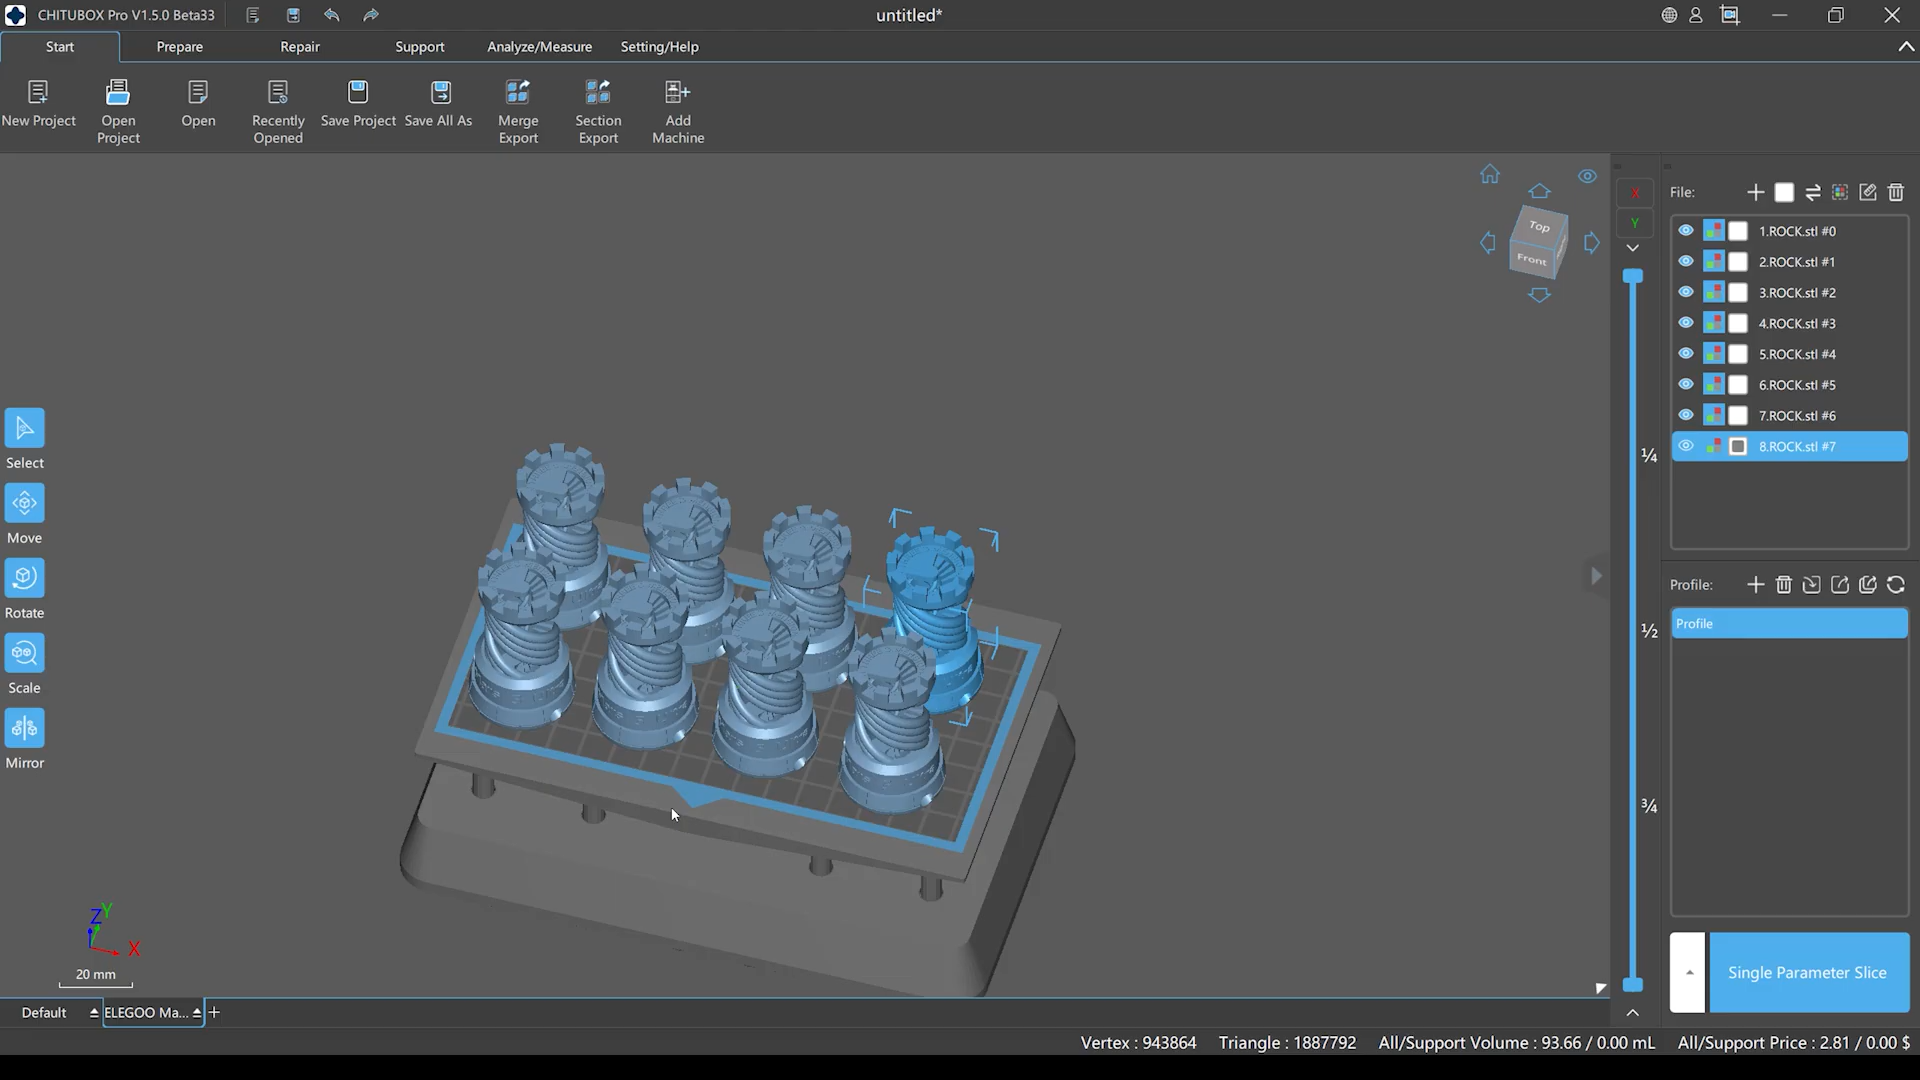 CHITUBOX Pro V1.5.0 Beta33
untitled*
Start
Prepare
Repair
Support
Analyze/Measure
Setting/Help
New Project
Open
Project
Open
Recently
Opened
Save Project
Save All As
Merge
Export
Section
Export
Add
Machine
Top
Front
X
Y
File:
1.ROCK.stl #0
2.ROCK.stl #1
3.ROCK.stl #2
4.ROCK.stl #3
5.ROCK.stl #4
6.ROCK.stl #5
7.ROCK.stl #6
8.ROCK.stl #7
Select
Move
Rotate
Scale
Mirror
¼
½
¾
Profile:
Profile
Single Parameter Slice
Z
Y
X
20 mm
Default
ELEGOO Ma...
Vertex : 943864
Triangle : 1887792
All/Support Volume : 93.66 / 0.00 mL
All/Support Price : 2.81 / 0.00 $